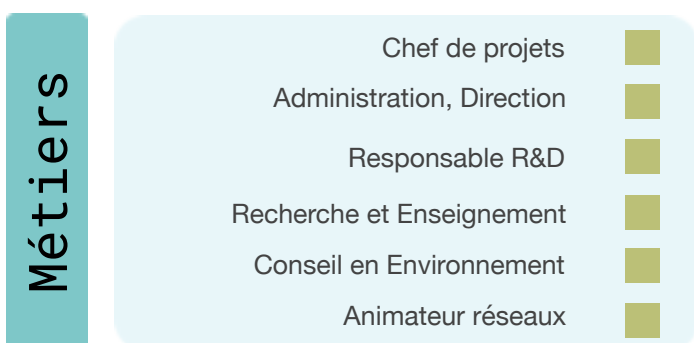 Métiers
Chef de projets
Administration, Direction
Responsable R&D
Recherche et Enseignement
Conseil en Environnement
Animateur réseaux